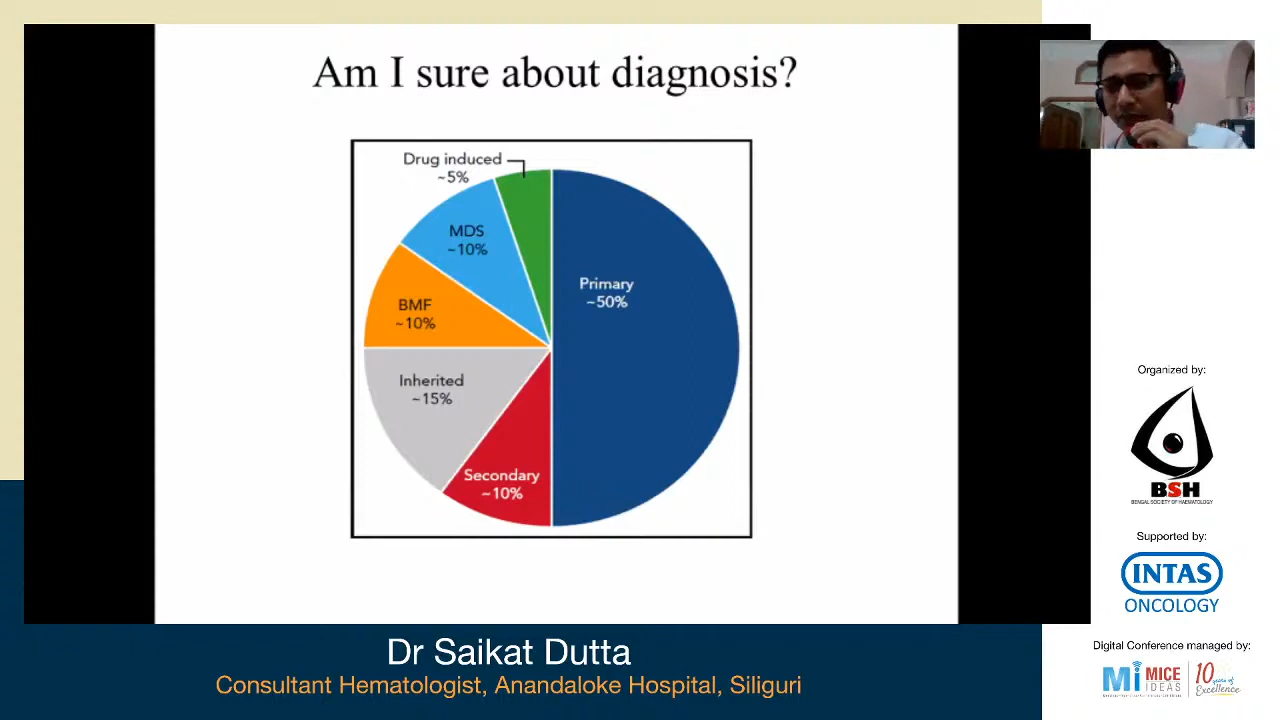 Am I sure about diagnosis?
Drug induced
~5%
MDS
~10%
Primary
~50%
BMF
~10%
Inherited
~15%
Secondary
~10%
Organized by:
BSH
BENGAL SOCIETY OF HAEMATOLOGY
Supported by:
INTAS
ONCOLOGY
Digital Conference managed by:
Mi MICE IDEAS
10 years of Excellence
Dr Saikat Dutta
Consultant Hematologist, Anandaloke Hospital, Siliguri